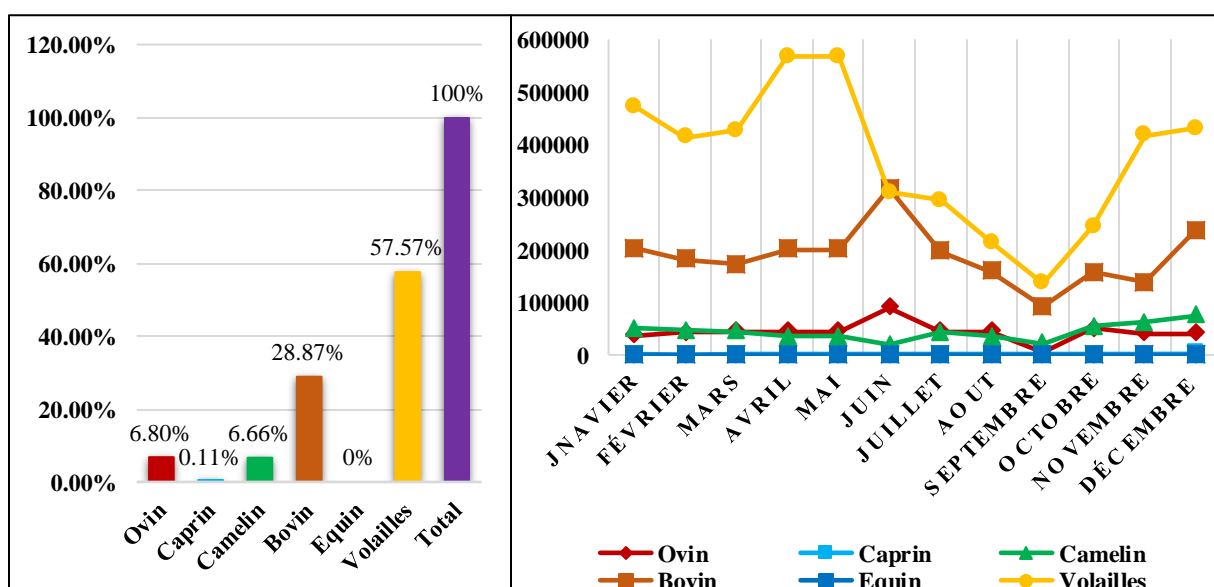 120.00%
100.00%
80.00%
60.00%
40.00%
20.00%
0.00%
6.80%
0.11%
6.66%
28.87%
0%
57.57%
100%
Ovin
Caprin
Camelin
Bovin
Equin
Volailles
Total
600000
500000
400000
300000
200000
100000
0
JNAVIER
FÉVRIER
MARS
AVRIL
MAI
JUIN
JUILLET
AOUT
SEPTEMBRE
OCTOBRE
NOVEMBRE
DÉCEMBRE
Ovin Caprin Camelin
Bovin Equin Volailles